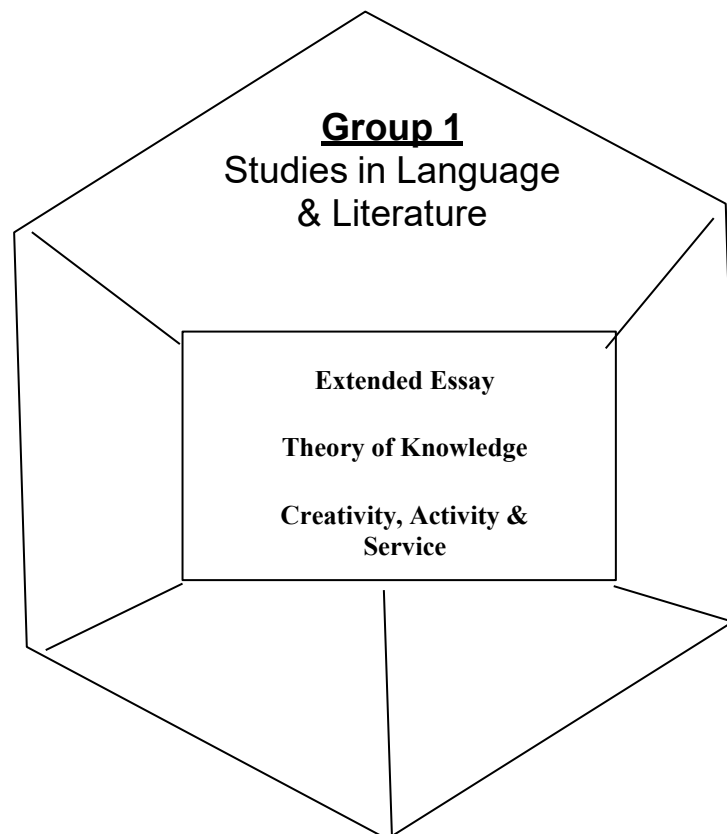 Group 1
Studies in Language
& Literature
Extended Essay
Theory of Knowledge
Creativity, Activity &
Service